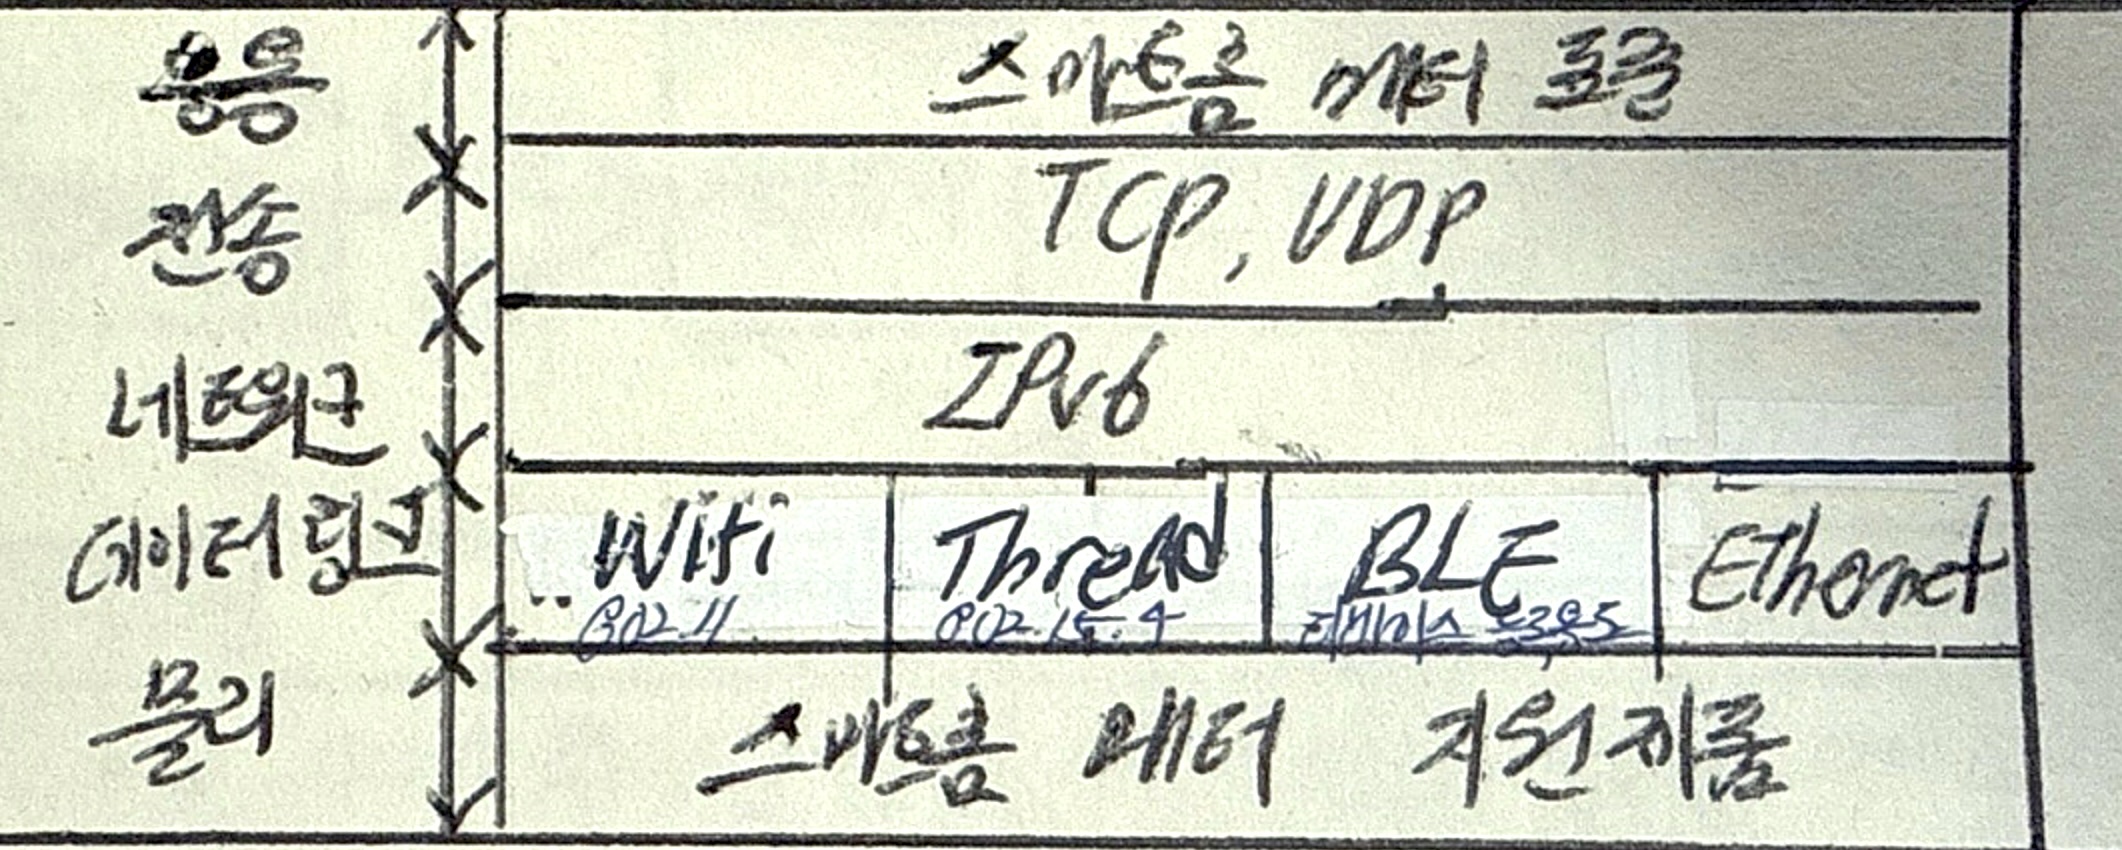 응용 스마트홈 매터 표준
전송 TCP, UDP
네트워크 IPv6
데이터링크 Wifi Thread BLE Ethernet
802.11 802.15.4 디바이스
물리 스마트홈 매터 지원제품